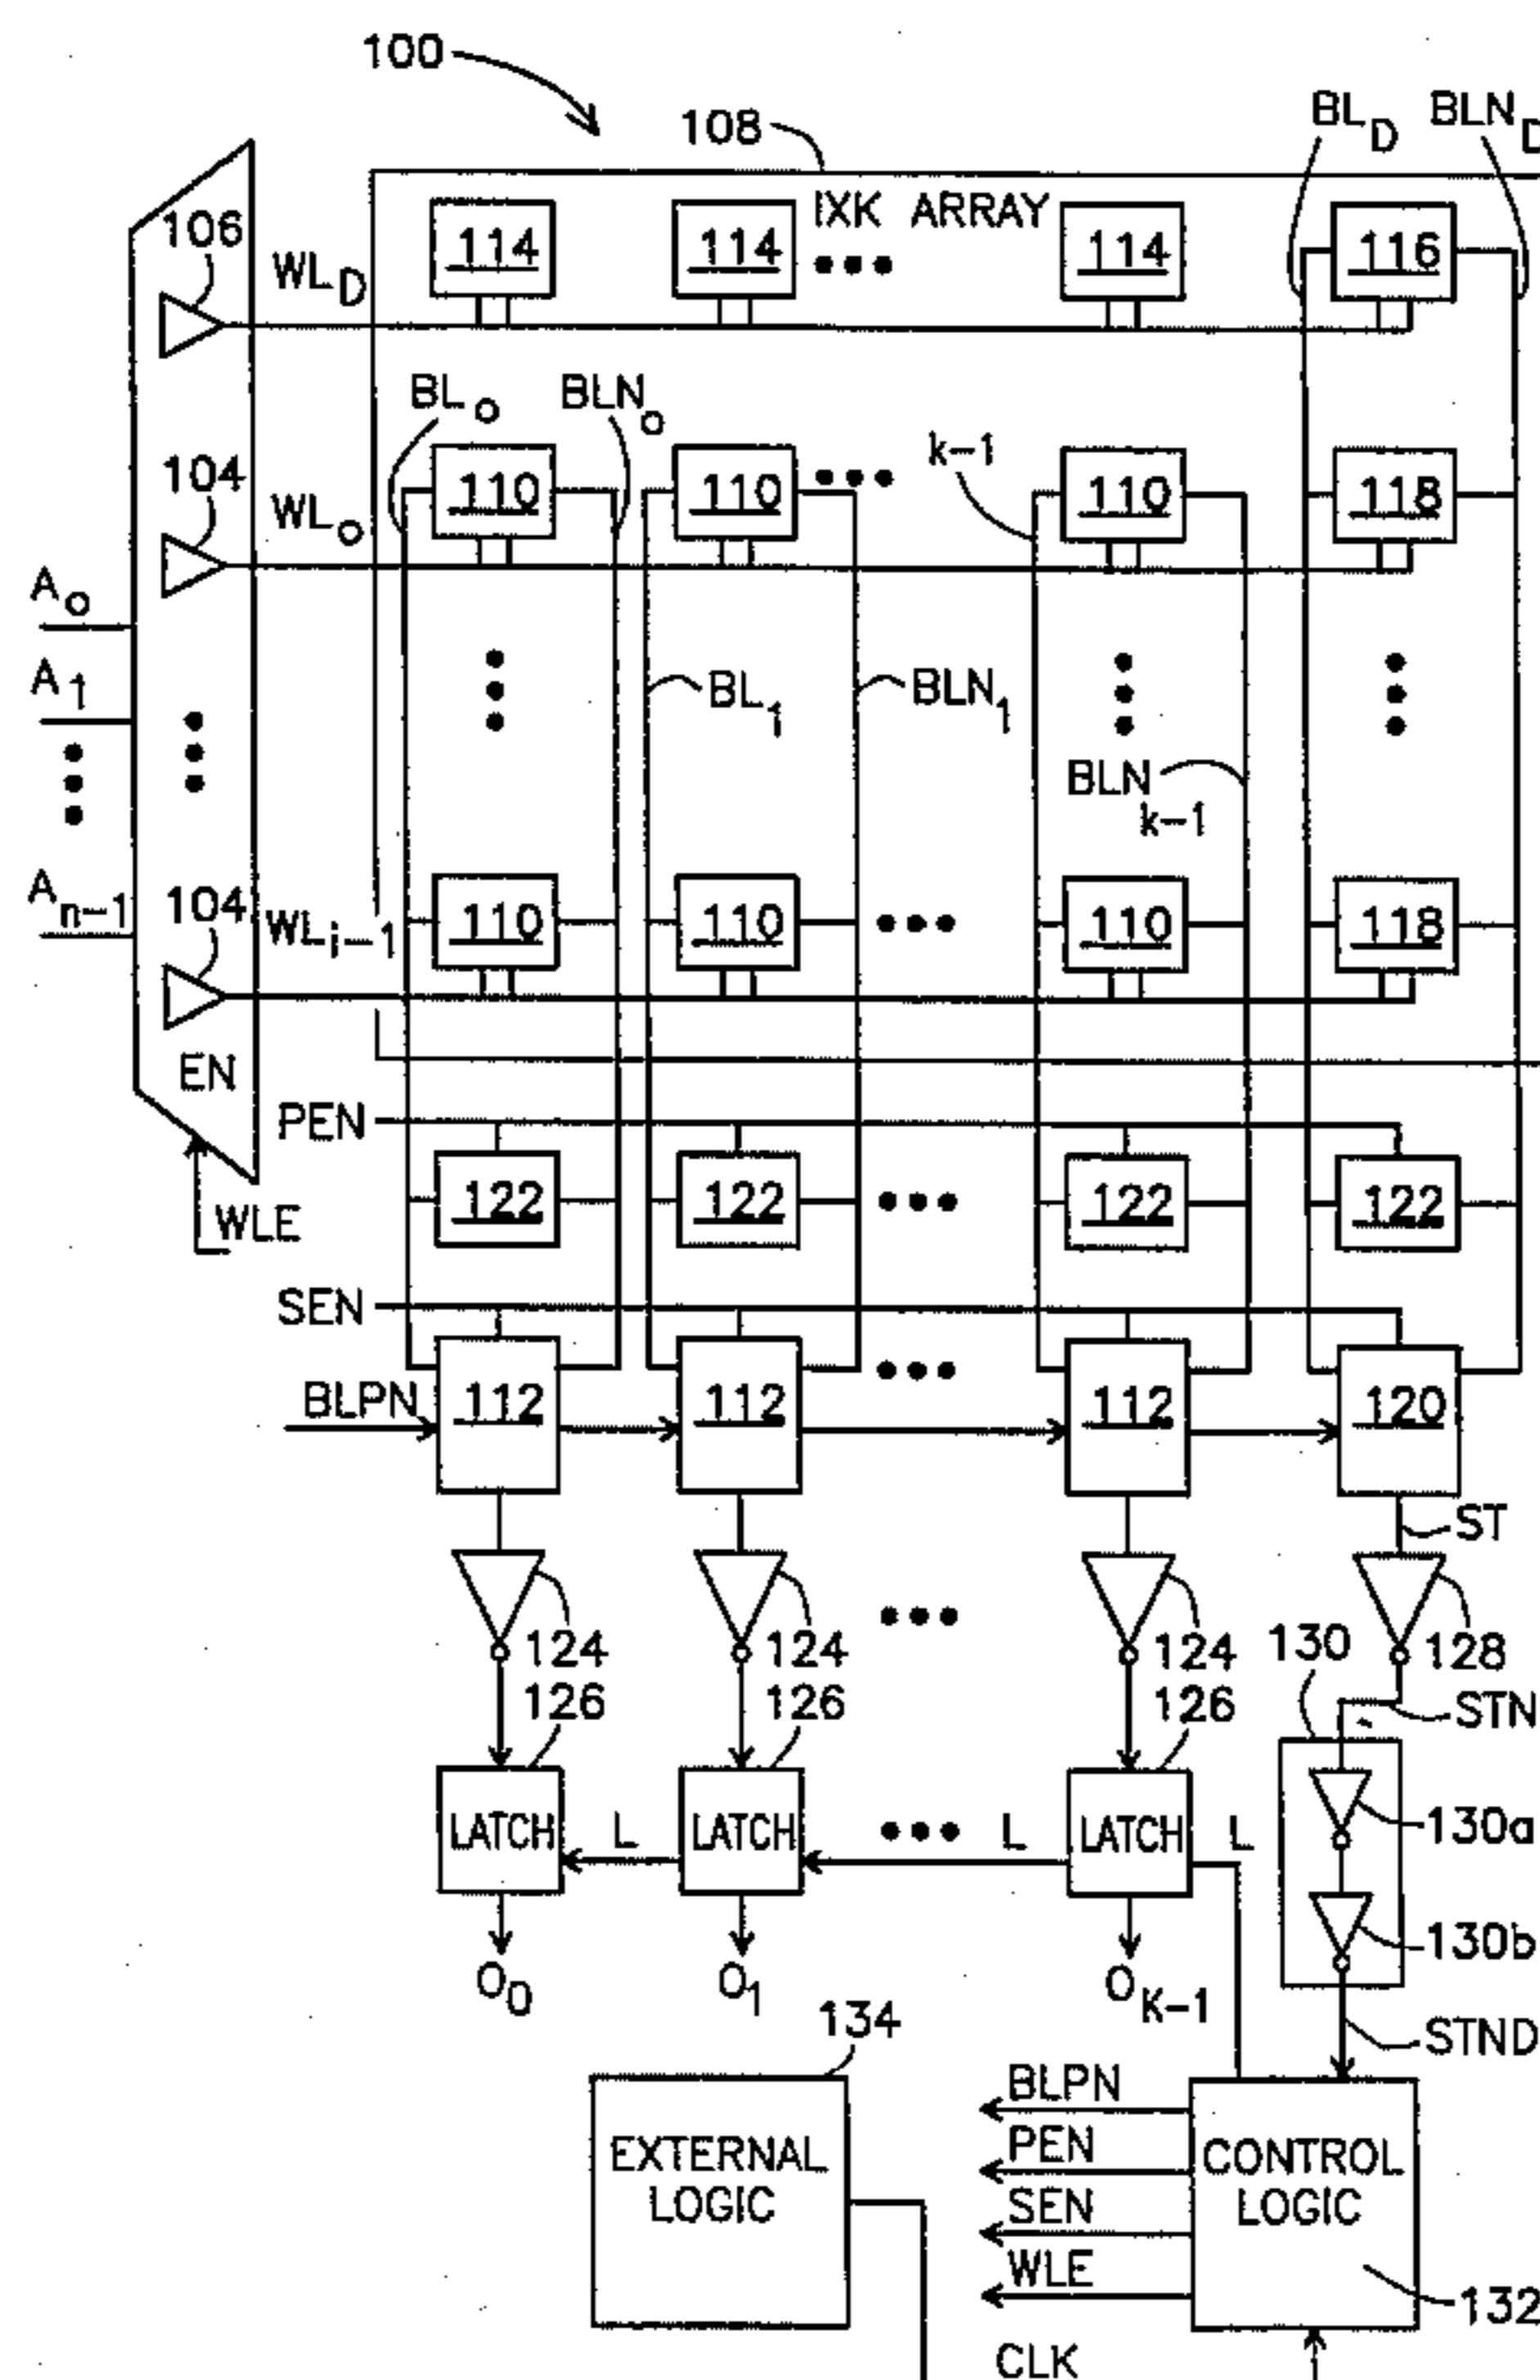 100
108
BL_D BLN_D
106
IXK ARRAY
114 114 ••• 114 116
WL_D
BL_0 BLN_0
k-1
104
110 110 ••• 110 118
WL_0
A_0
A_1
BL_1 BLN_1
BLN_k-1
A_n-1
104
WL_i-1
110 110 ••• 110 118
EN
PEN
122 122 ••• 122 122
WLE
SEN
BLPN
112 112 ••• 112 120
ST
124 124 ••• 124 130 128
126 126 126 STN
LATCH L LATCH ••• L LATCH L 130a
130b
O_0 O_1 O_K-1
134
STND
BLPN
EXTERNAL LOGIC
PEN
CONTROL LOGIC
SEN
WLE
132
CLK